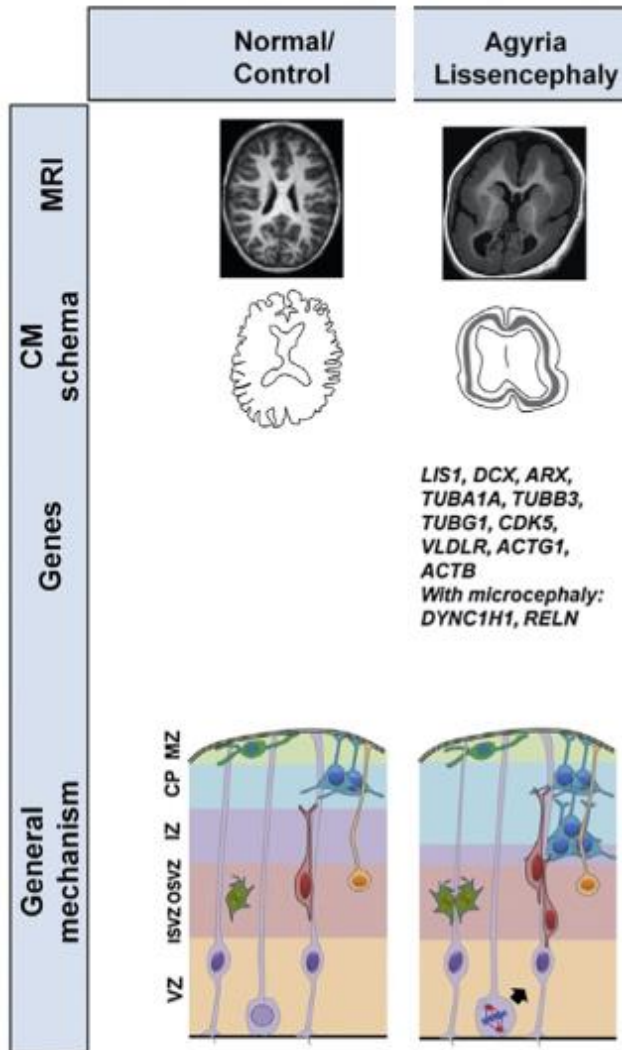 Normal/
Control
Agyria
Lissencephaly
MRI
CM
schema
Genes
LIS1, DCX, ARX,
TUBA1A, TUBB3,
TUBG1, CDK5,
VLDLR, ACTG1,
ACTB
With microcephaly:
DYNC1H1, RELN
General
mechanism
MZ
CP
IZ
OSVZ
ISVZ
VZ